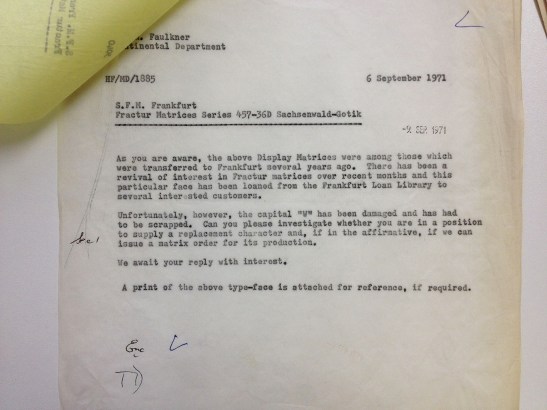 Faulkner
Continental Department
HF/MD/1885 6 September 1971
S.F.M. Frankfurt
Fractur Matrices Series 457-36D Sachsenwald-Gotik
SEP 1971
As you are aware, the above Display Matrices were among those which
were transferred to Frankfurt several years ago. There has been a
revival of interest in Fractur matrices over recent months and this
particular face has been loaned from the Frankfurt Loan Library to
several interested customers.
Unfortunately, however, the capital "W" has been damaged and has had
to be scrapped. Can you please investigate whether you are in a position
to supply a replacement character and, if in the affirmative, if we can
issue a matrix order for its production.
We await your reply with interest.
A print of the above type-face is attached for reference, if required.
Enc